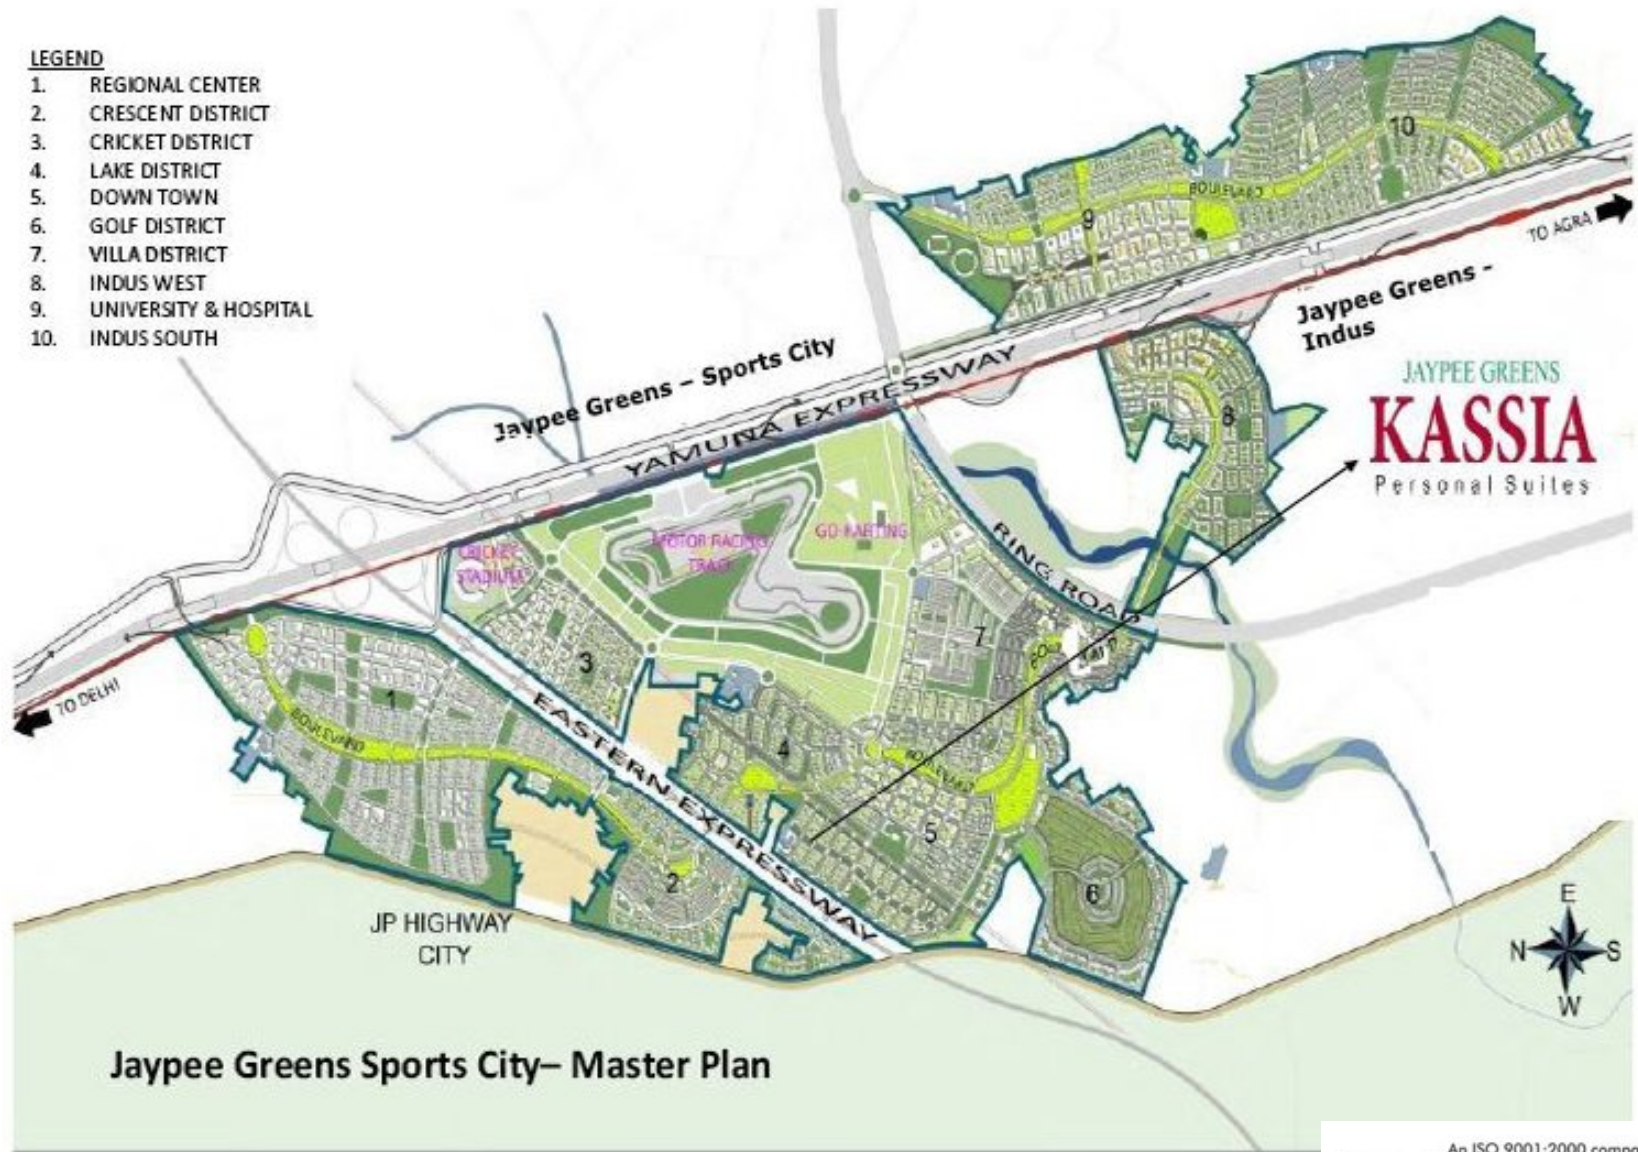 LEGEND
1. REGIONAL CENTER
2. CRESCENT DISTRICT
3. CRICKET DISTRICT
4. LAKE DISTRICT
5. DOWN TOWN
6. GOLF DISTRICT
7. VILLA DISTRICT
8. INDUS WEST
9. UNIVERSITY & HOSPITAL
10. INDUS SOUTH
10
BOULEVARD
9
TO AGRA
Jaypee Greens -
Indus
Jaypee Greens – Sports City
YAMUNA EXPRESSWAY
JAYPEE GREENS
KASSIA
Personal Suites
8
CRICKET
STADIUM
MOTOR RACING
TRACK
GO KARTING
RING ROAD
7
3
TO DELHI
1
BOULEVARD
EASTERN EXPRESSWAY
4
BOULEVARD
5
2
6
JP HIGHWAY
CITY
E
N S
W
Jaypee Greens Sports City– Master Plan
An ISO 9001:2000